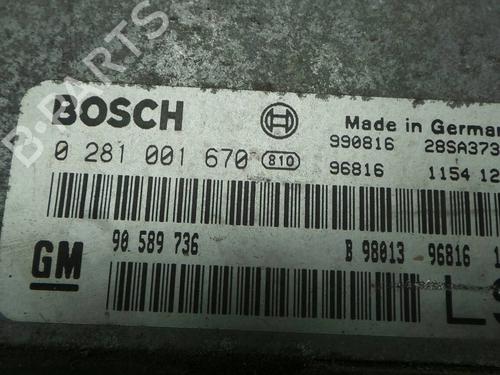 B-PARTS
BOSCH
Made in German
0 281 001 670 810
990816 28SA373
96816 1154 12
GM
90 589 736
B 98013 96816 1